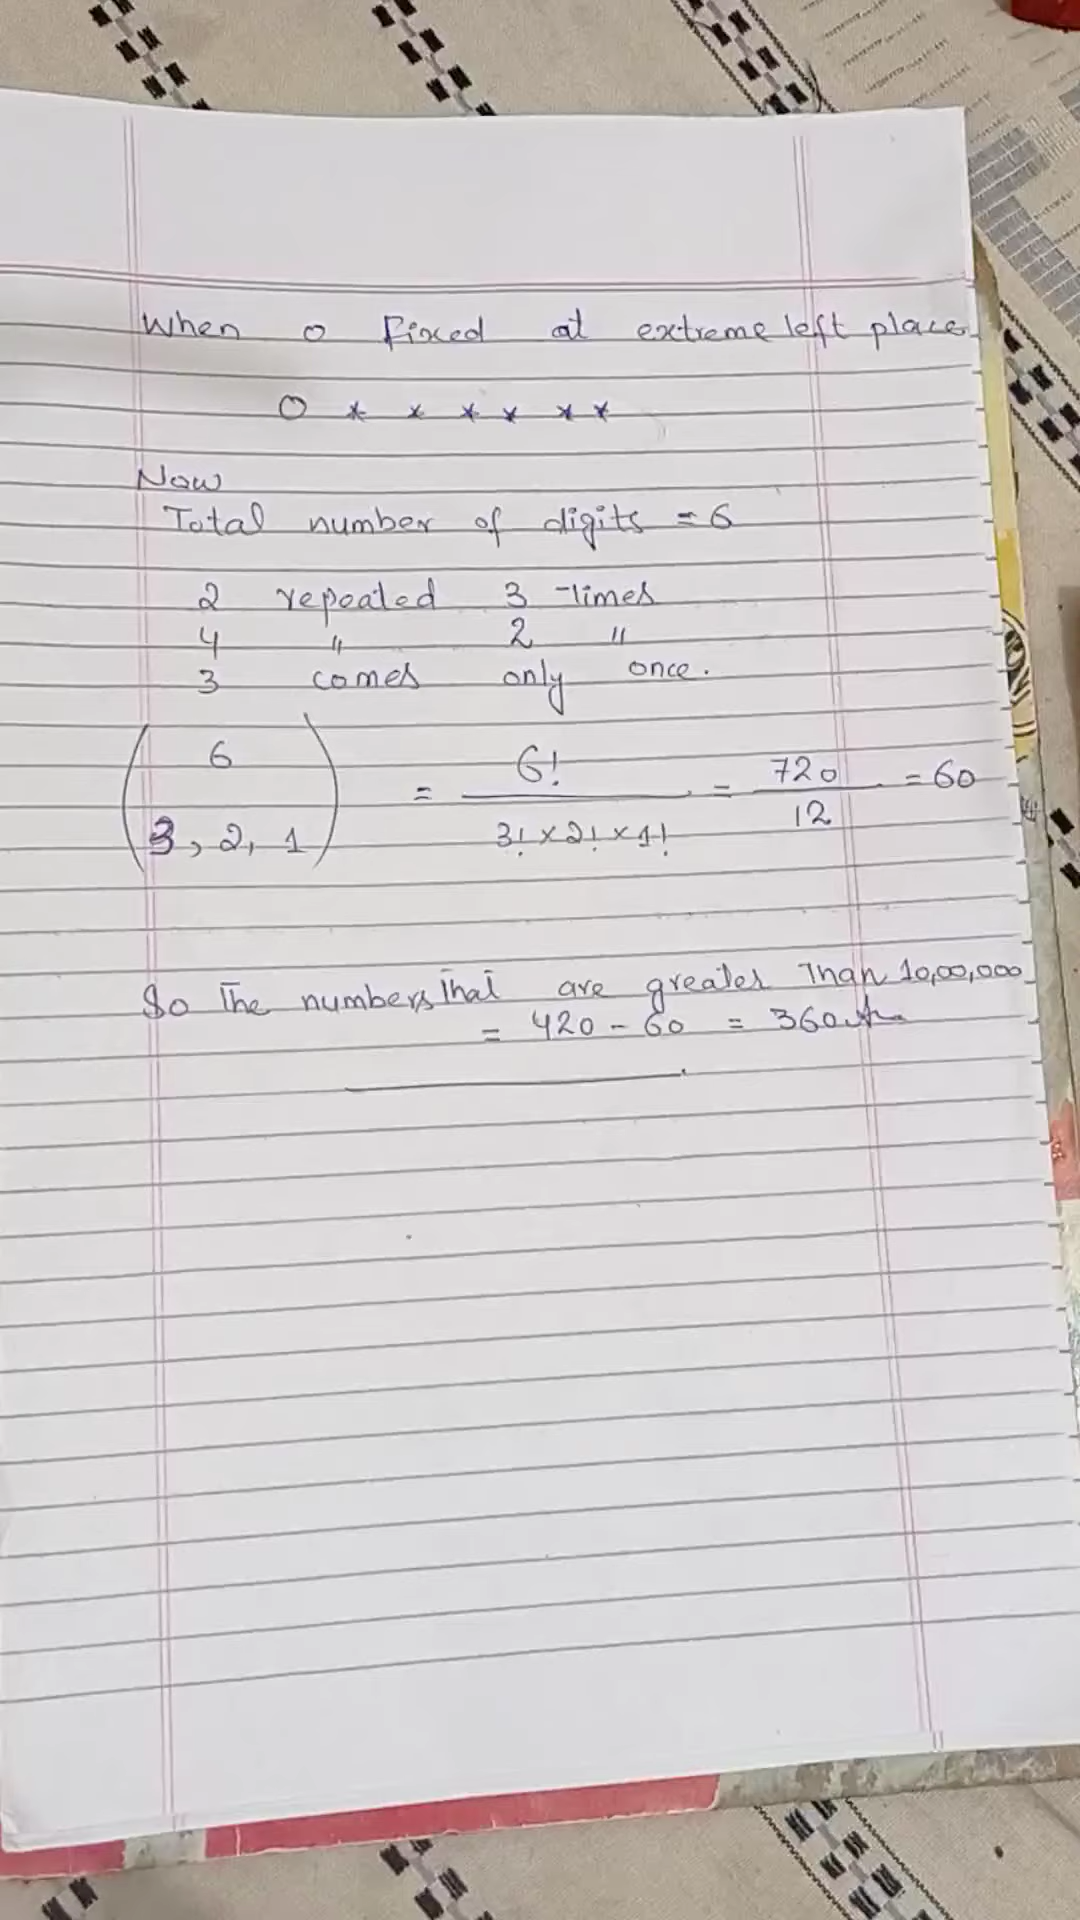 When 0 fixed at extreme left place
0 * * * * * *
Now
Total number of digits = 6
2 repeated 3 times
4 " 2 "
3 comes only once.
( 6 ) = 6! = 720 = 60
3, 2, 1 3! × 2! × 1! 12
So The numbers That are greater Than 10,00,000
= 420 - 60 = 360